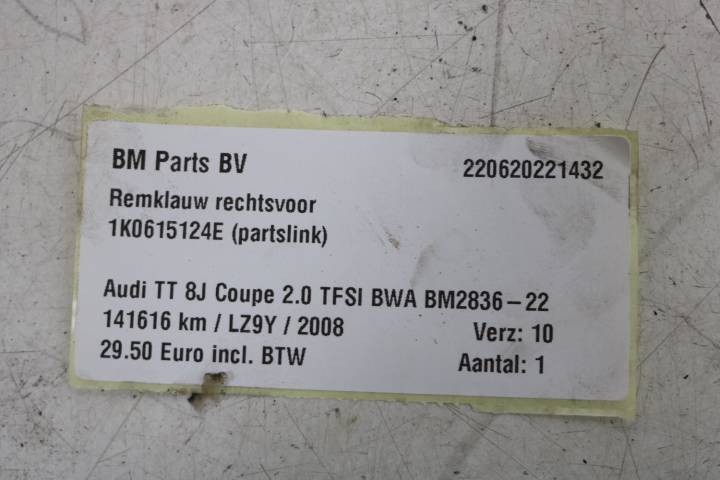 BM Parts BV 220620221432
Remklauw rechtsvoor
1K0615124E (partslink)
Audi TT 8J Coupe 2.0 TFSI BWA BM2836-22
141616 km / LZ9Y / 2008 Verz: 10
29.50 Euro incl. BTW Aantal: 1